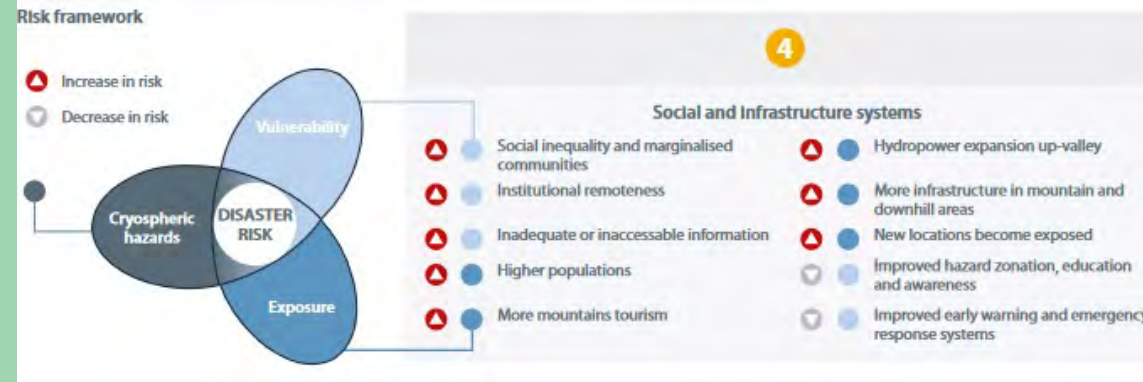 Risk framework
Increase in risk
Decrease in risk
Vulnerability
Cryospheric
hazards
DISASTER
RISK
Exposure
4
Social and Infrastructure systems
Social inequality and marginalised
communities
Institutional remoteness
Inadequate or inaccessable information
Higher populations
More mountains tourism
Hydropower expansion up-valley
More infrastructure in mountain and
downhill areas
New locations become exposed
Improved hazard zonation, education
and awareness
Improved early warning and emergency
response systems